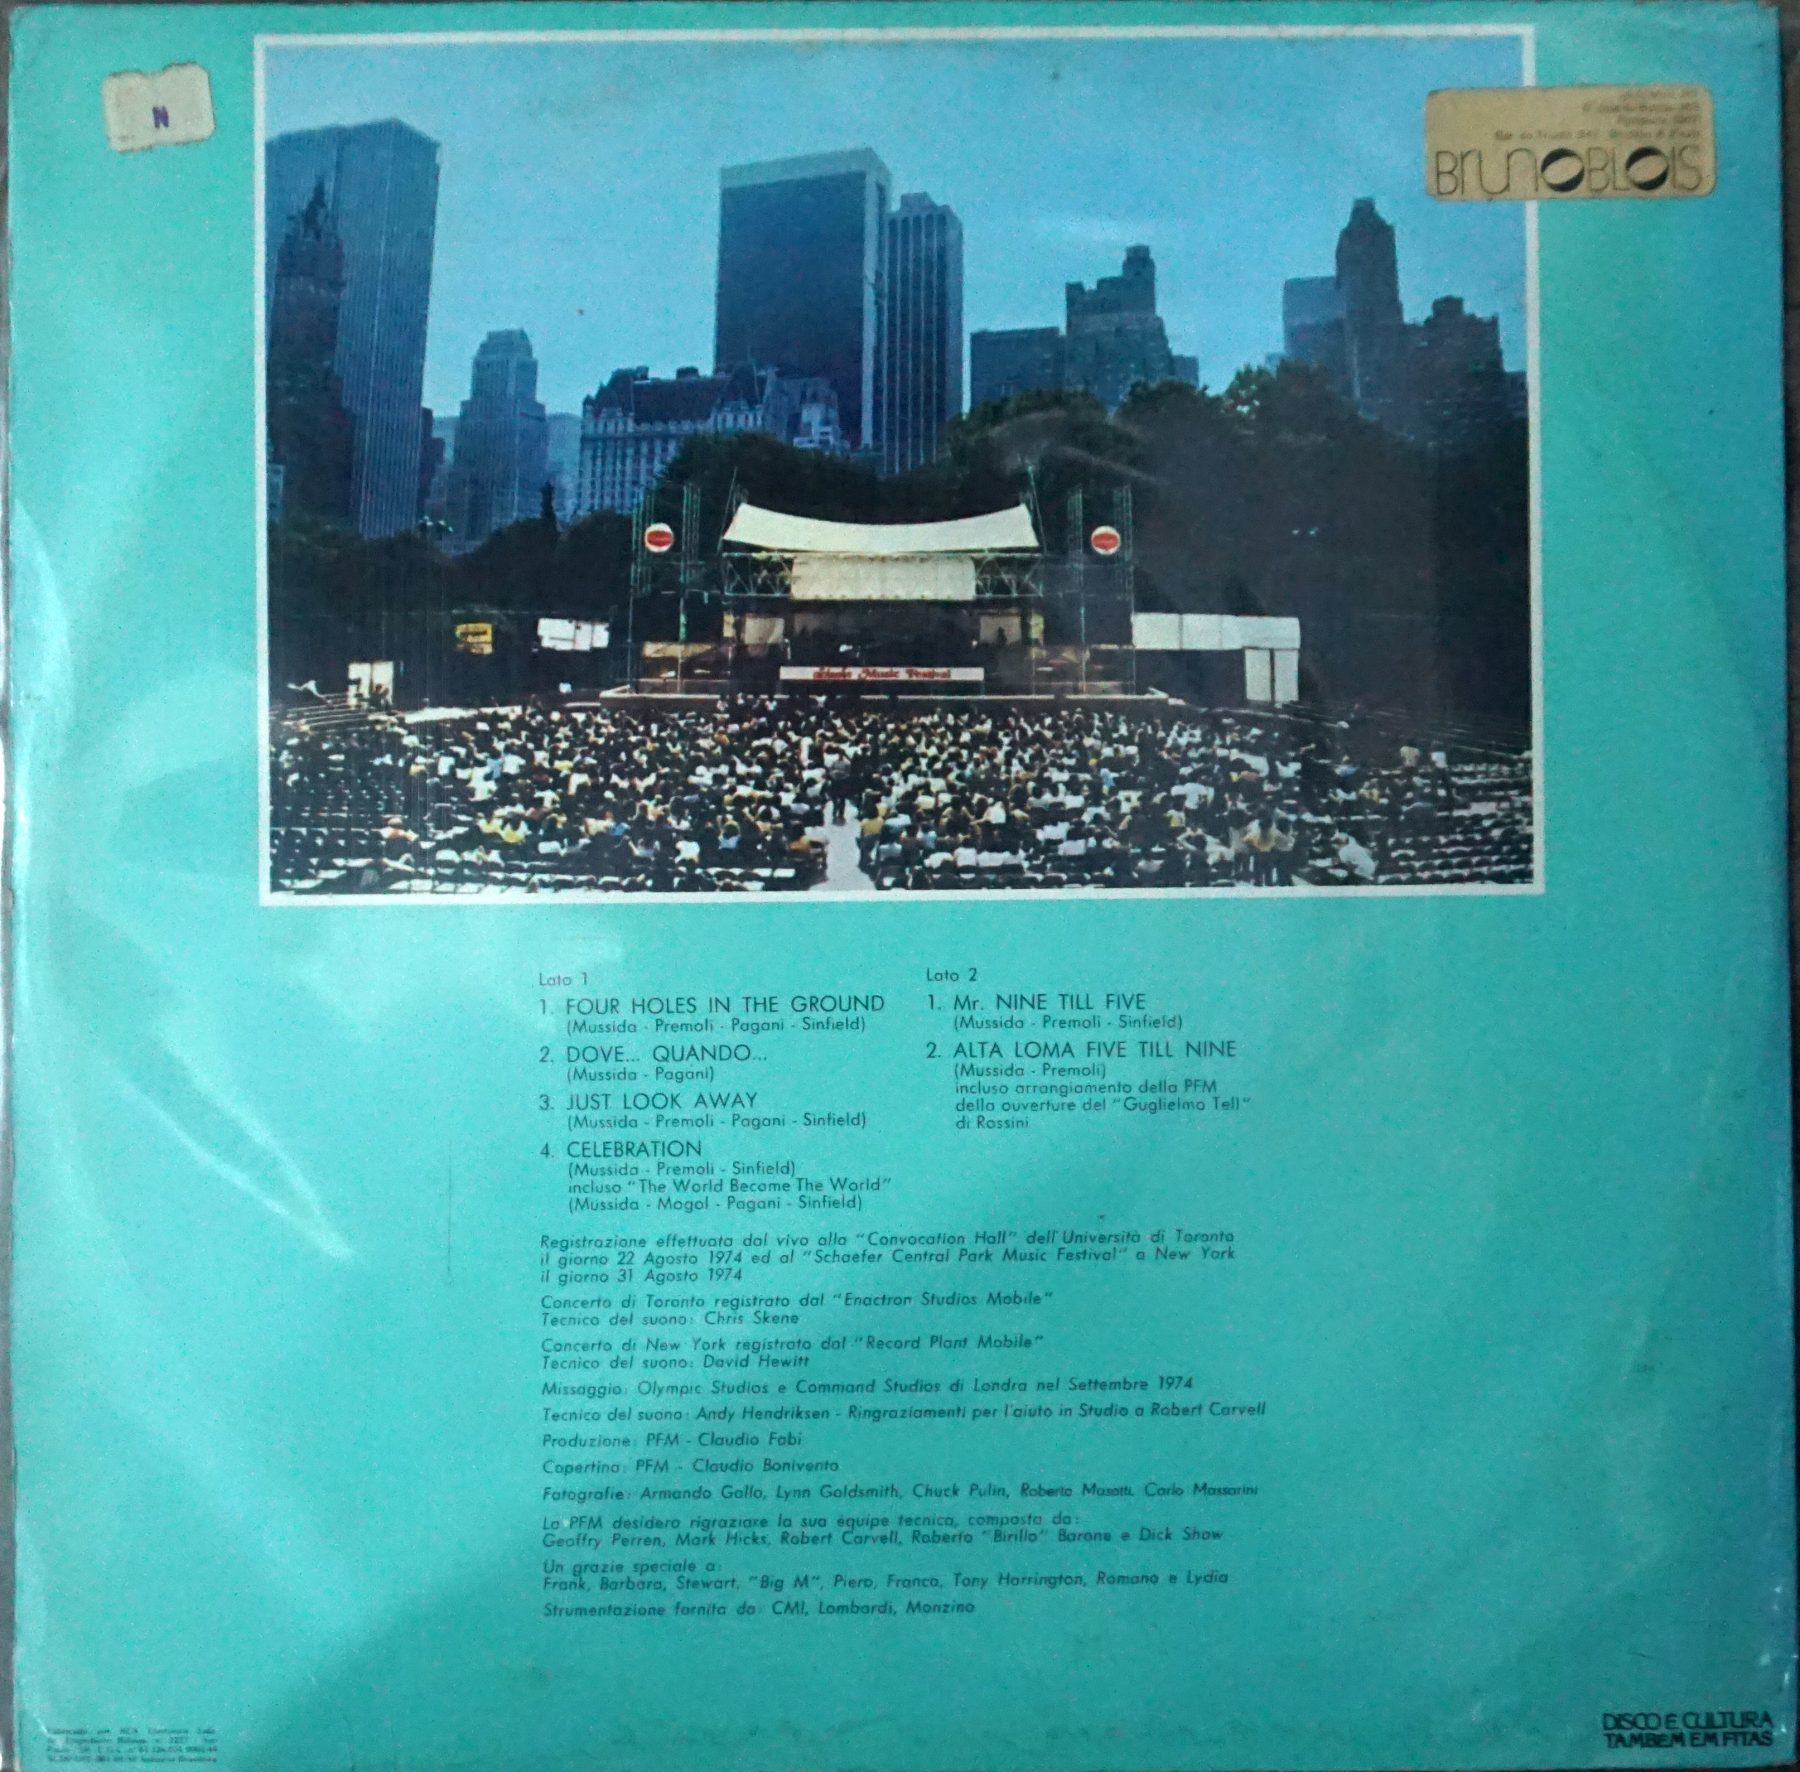 N
BrunOBLOIS
Music Festival
Lato 1
1. FOUR HOLES IN THE GROUND
(Mussida - Premoli - Pagani - Sinfield)
2. DOVE... QUANDO...
(Mussida - Pagani)
3. JUST LOOK AWAY
(Mussida - Premoli - Pagani - Sinfield)
4. CELEBRATION
(Mussida - Premoli - Sinfield)
incluso "The World Became The World"
(Mussida - Mogol - Pagani - Sinfield)
Lato 2
1. Mr. NINE TILL FIVE
(Mussida - Premoli - Sinfield)
2. ALTA LOMA FIVE TILL NINE
(Mussida - Premoli)
incluso arrangiamento della PFM
della ouverture del "Guglielmo Tell"
di Rossini
Registrazione effettuata dal vivo alla "Convocation Hall" dell'Università di Toronto
il giorno 22 Agosto 1974 ed al "Schaefer Central Park Music Festival" a New York
il giorno 31 Agosto 1974
Concerto di Toronto registrato dal "Enactron Studios Mobile"
Tecnico del suono: Chris Skene
Concerto di New York registrato dal "Record Plant Mobile"
Tecnico del suono: David Hewitt
Missaggio: Olympic Studios e Command Studios di Londra nel Settembre 1974
Tecnico del suono: Andy Hendriksen - Ringraziamenti per l'aiuto in Studio a Robert Carvell
Produzione: PFM - Claudio Fabi
Copertina: PFM - Claudio Bonivento
Fotografie: Armando Gallo, Lynn Goldsmith, Chuck Pulin, Roberto Masotti, Carlo Massarini
La PFM desidera rigraziare la sua équipe tecnica, composta da:
Geoffry Perren, Mark Hicks, Robert Carvell, Roberto "Birillo" Barone e Dick Shaw
Un grazie speciale a:
Frank, Barbara, Stewart, "Big M", Piero, Franco, Tony Harrington, Romano e Lydia
Strumentazione fornita da: CMI, Lombardi, Monzino
DISCO E CULTURA
TAMBÉM EM FITAS